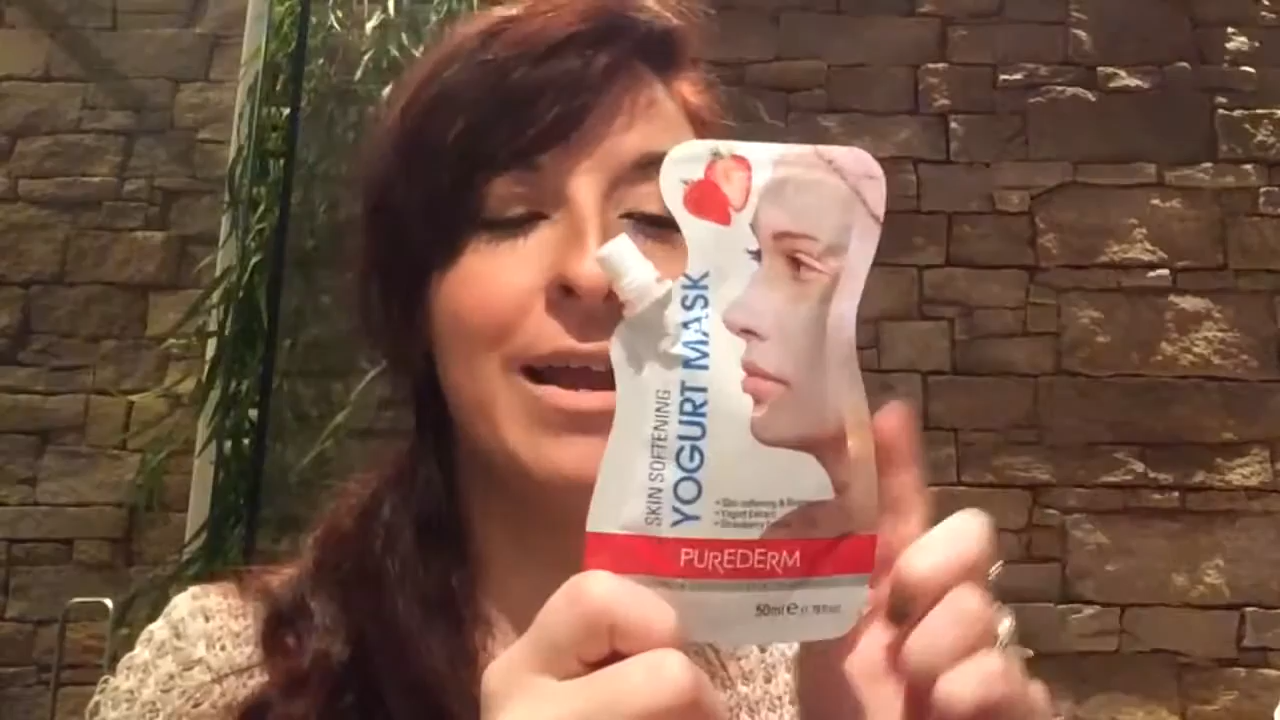 SKIN SOFTENING
YOGURT MASK
• Skin softening &
• Yogurt Extract
• Strawberry
PUREDERM
50ml e